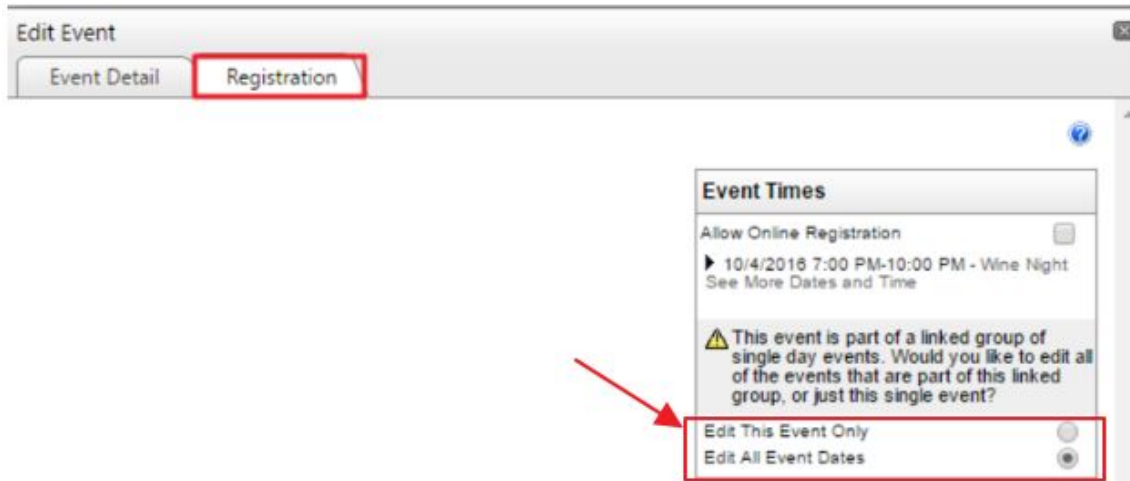 Edit Event
Event Detail
Registration
Event Times
Allow Online Registration
10/4/2016 7:00 PM-10:00 PM - Wine Night
See More Dates and Time
This event is part of a linked group of
single day events. Would you like to edit all
of the events that are part of this linked
group, or just this single event?
Edit This Event Only
Edit All Event Dates